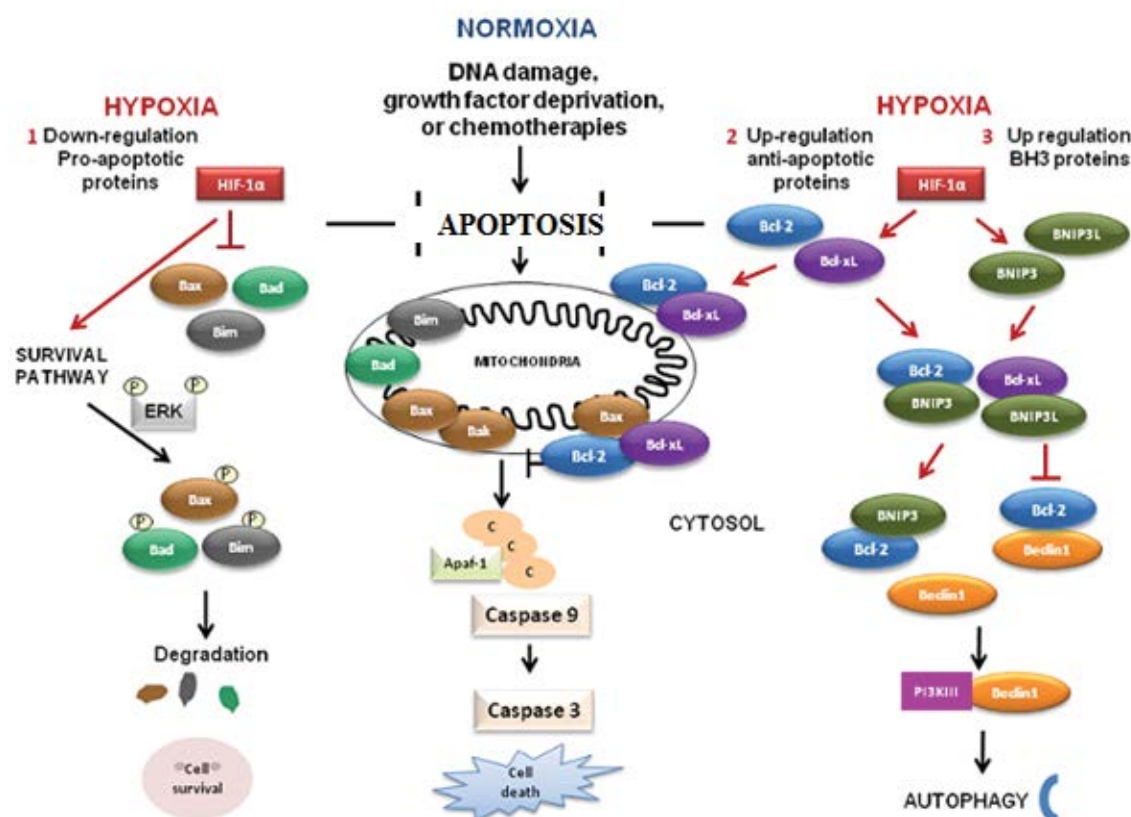 NORMOXIA
DNA damage,
growth factor deprivation,
or chemotherapies
HYPOXIA
1 Down-regulation
Pro-apoptotic
proteins
HIF-1α
Bax
Bad
Bim
SURVIVAL
PATHWAY
P
P
ERK
P
Bax
P
Bad
P
Bim
Degradation
Cell
survival
APOPTOSIS
Bim
Bad
MITOCHONDRIA
Bax
Bak
Bax
Bcl-2
Bcl-xL
Bcl-2
Bcl-xL
C
C
C
Apaf-1
Caspase 9
Caspase 3
Cell
death
CYTOSOL
HYPOXIA
2 Up-regulation
anti-apoptotic
proteins
3 Up regulation
BH3 proteins
HIF-1α
Bcl-2
Bcl-xL
BNIP3L
BNIP3
Bcl-2
BNIP3
Bcl-xL
BNIP3L
BNIP3
Bcl-2
Bcl-2
Beclin1
Beclin1
PI3KIII
Beclin1
AUTOPHAGY